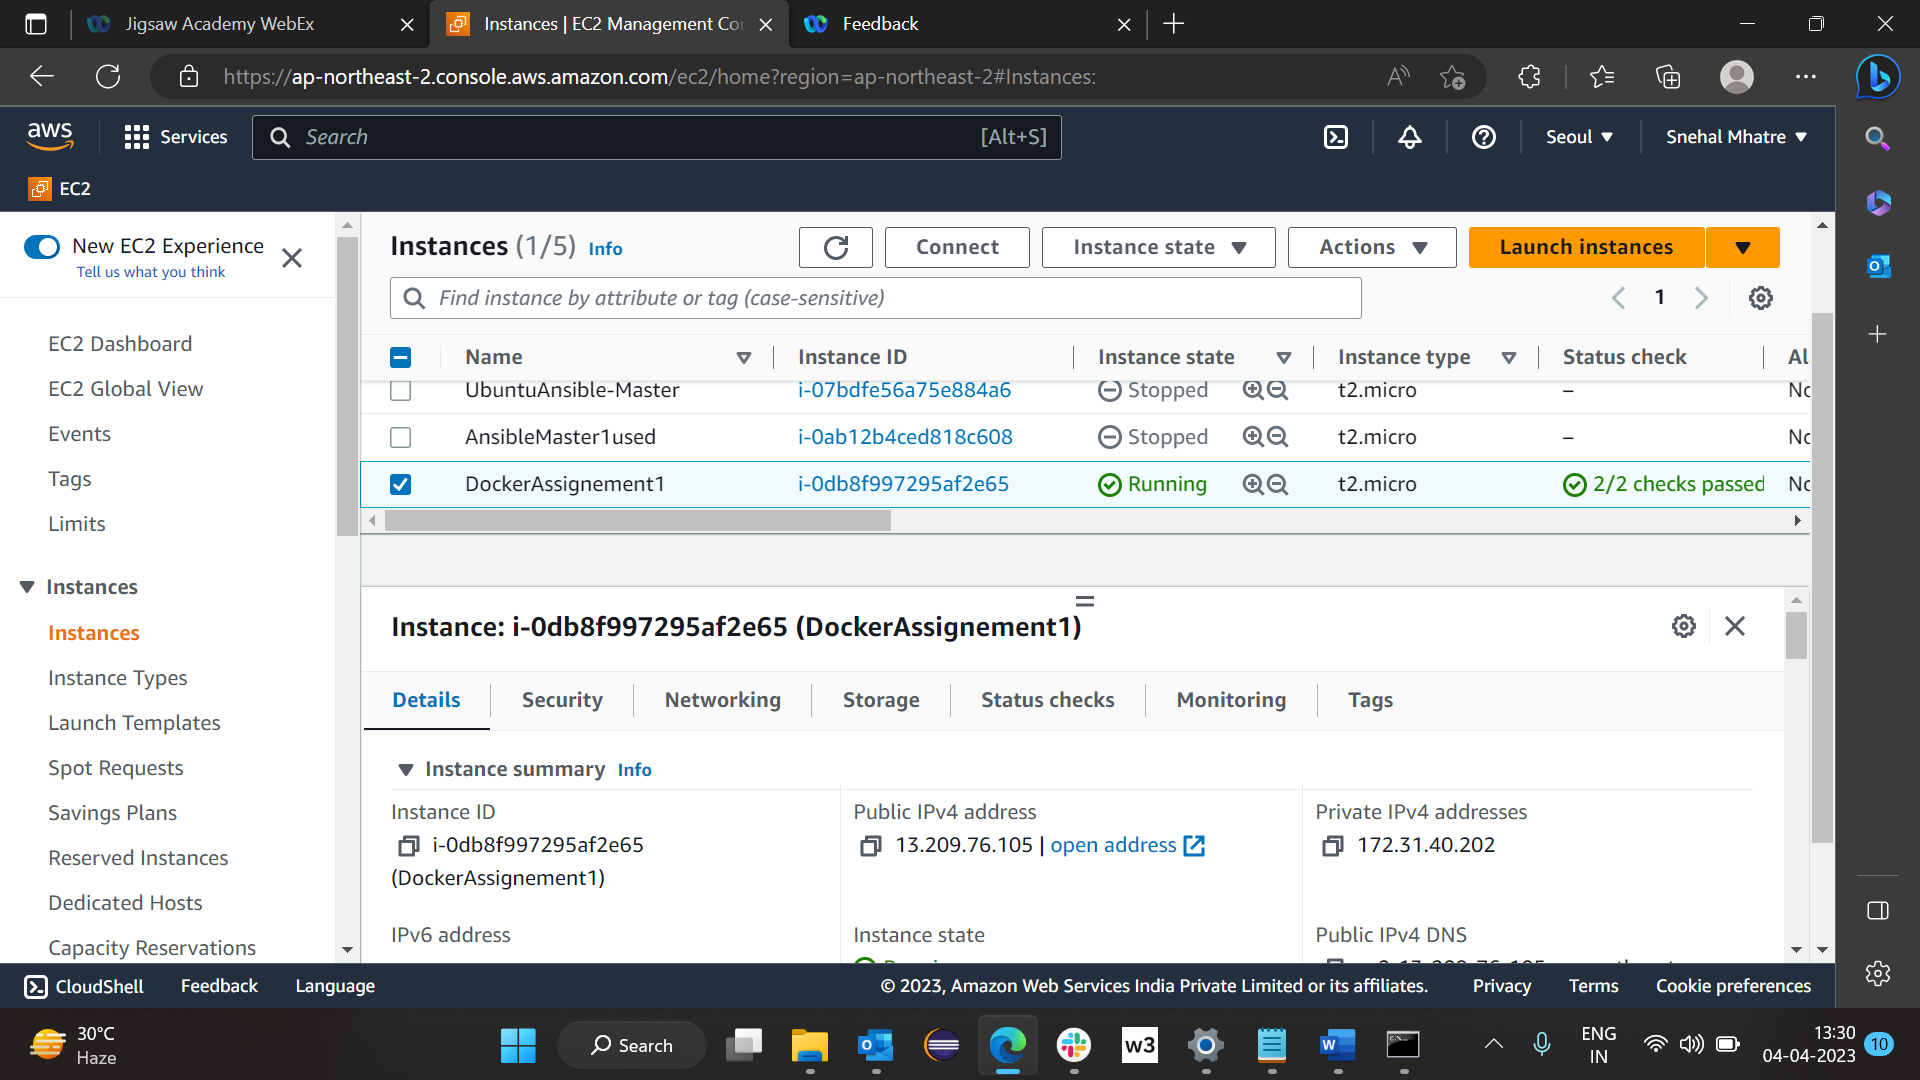 Jigsaw Academy WebEx
Instances | EC2 Management Con
Feedback
https://ap-northeast-2.console.aws.amazon.com/ec2/home?region=ap-northeast-2#Instances:
aws
Services
Search
[Alt+S]
Seoul
Snehal Mhatre
EC2
New EC2 Experience
Tell us what you think
EC2 Dashboard
EC2 Global View
Events
Tags
Limits
Instances
Instances
Instance Types
Launch Templates
Spot Requests
Savings Plans
Reserved Instances
Dedicated Hosts
Capacity Reservations
Instances (1/5) Info
Connect
Instance state
Actions
Launch instances
Find instance by attribute or tag (case-sensitive)
1
Name Instance ID Instance state Instance type Status check Al
UbuntuAnsible-Master i-07bdfe56a75e884a6 Stopped t2.micro – No
AnsibleMaster1used i-0ab12b4ced818c608 Stopped t2.micro – No
DockerAssignement1 i-0db8f997295af2e65 Running t2.micro 2/2 checks passed No
Instance: i-0db8f997295af2e65 (DockerAssignement1)
Details Security Networking Storage Status checks Monitoring Tags
Instance summary Info
Instance ID
i-0db8f997295af2e65
(DockerAssignement1)
Public IPv4 address
13.209.76.105 | open address
Private IPv4 addresses
172.31.40.202
IPv6 address
Instance state
Public IPv4 DNS
CloudShell
Feedback
Language
© 2023, Amazon Web Services India Private Limited or its affiliates.
Privacy
Terms
Cookie preferences
30°C
Haze
Search
w3
ENG
IN
13:30
04-04-2023
10